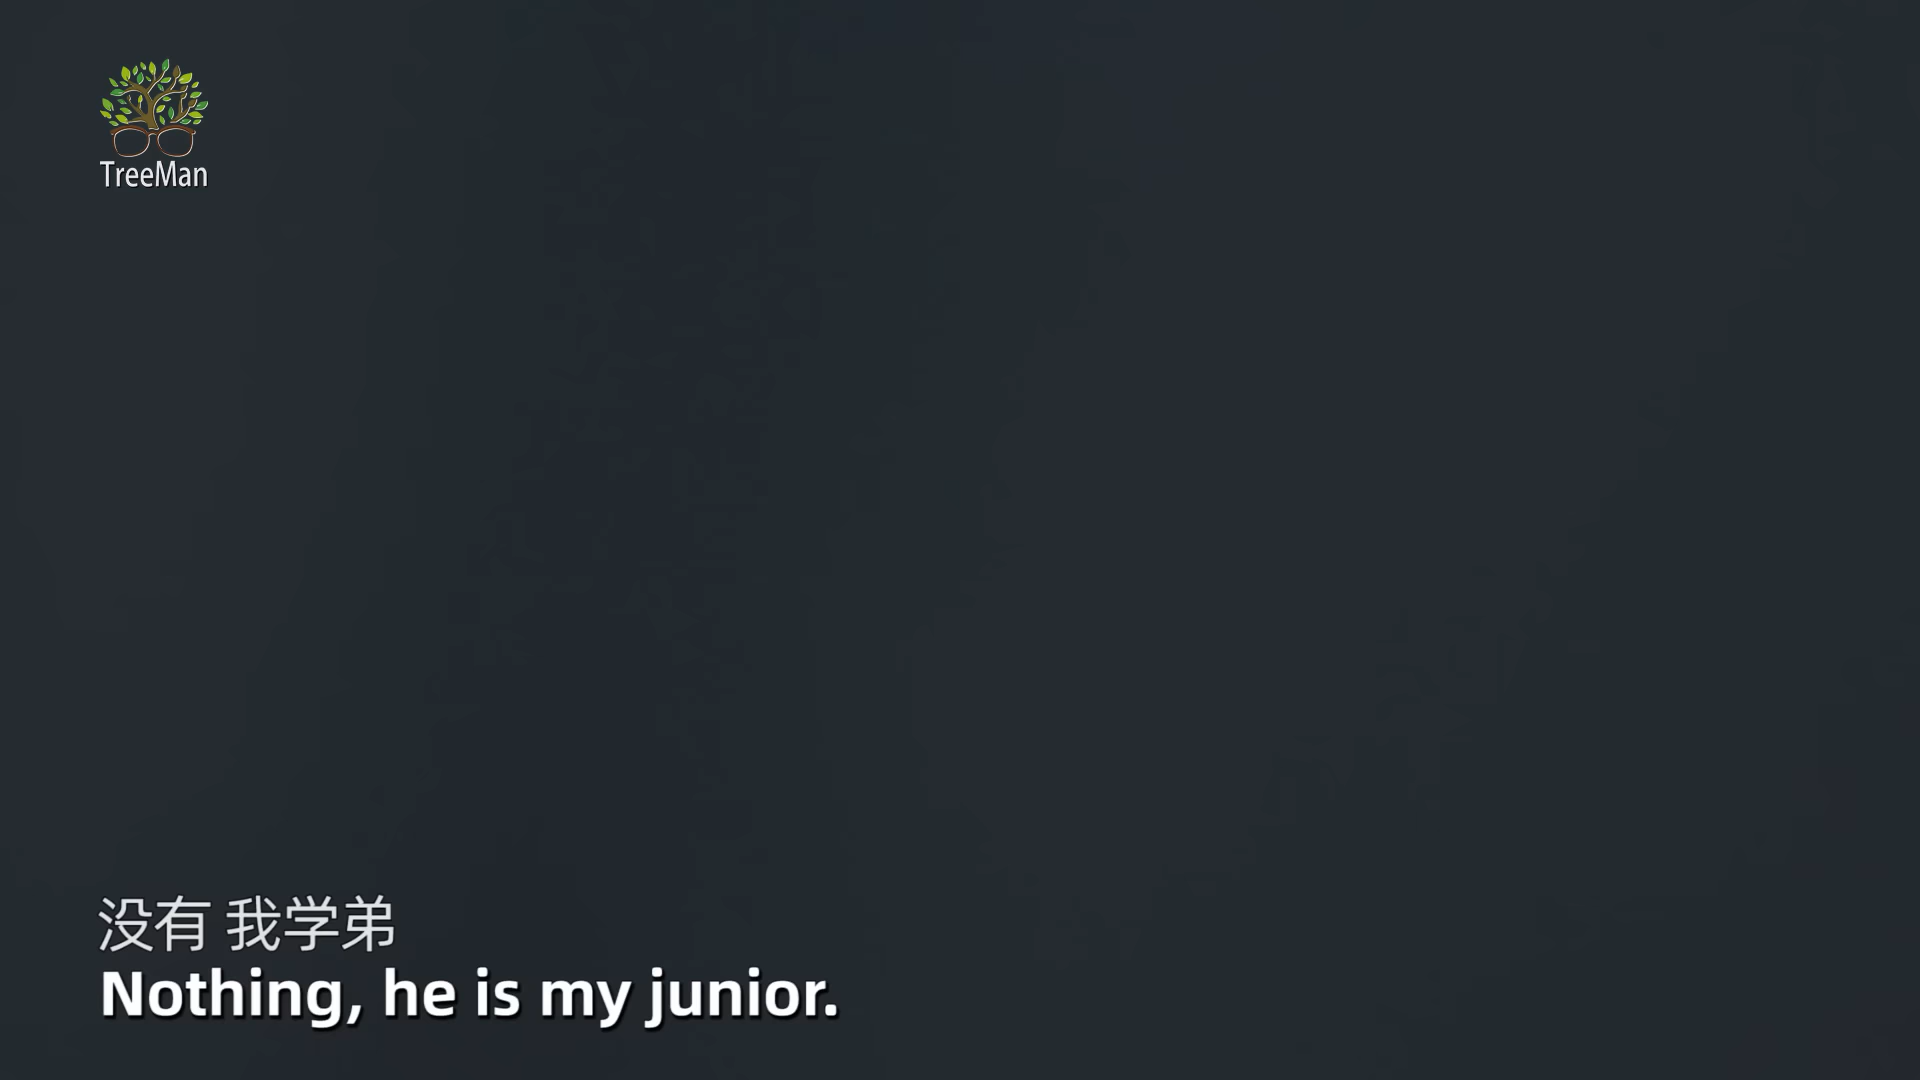 TreeMan
没有 我学弟
Nothing, he is my junior.